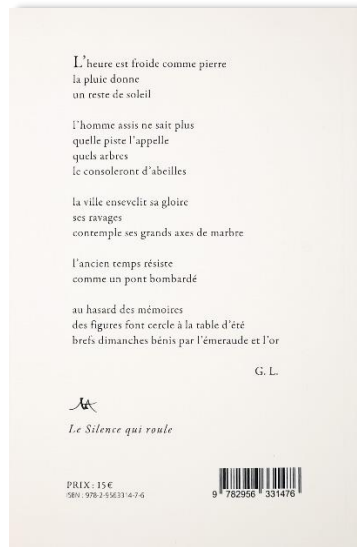 L'heure est froide comme pierre
la pluie donne
un reste de soleil
l'homme assis ne sait plus
quelle piste l'appelle
quels arbres
le consoleront d'abeilles
la ville ensevelit sa gloire
ses ravages
contemple ses grands axes de marbre
l'ancien temps résiste
comme un pont bombardé
au hasard des mémoires
des figures font cercle à la table d'été
brefs dimanches bénis par l'émeraude et l'or
G. L.
Le Silence qui roule
PRIX : 15 €
ISBN : 978-2-9563314-7-6
9 782956 331476